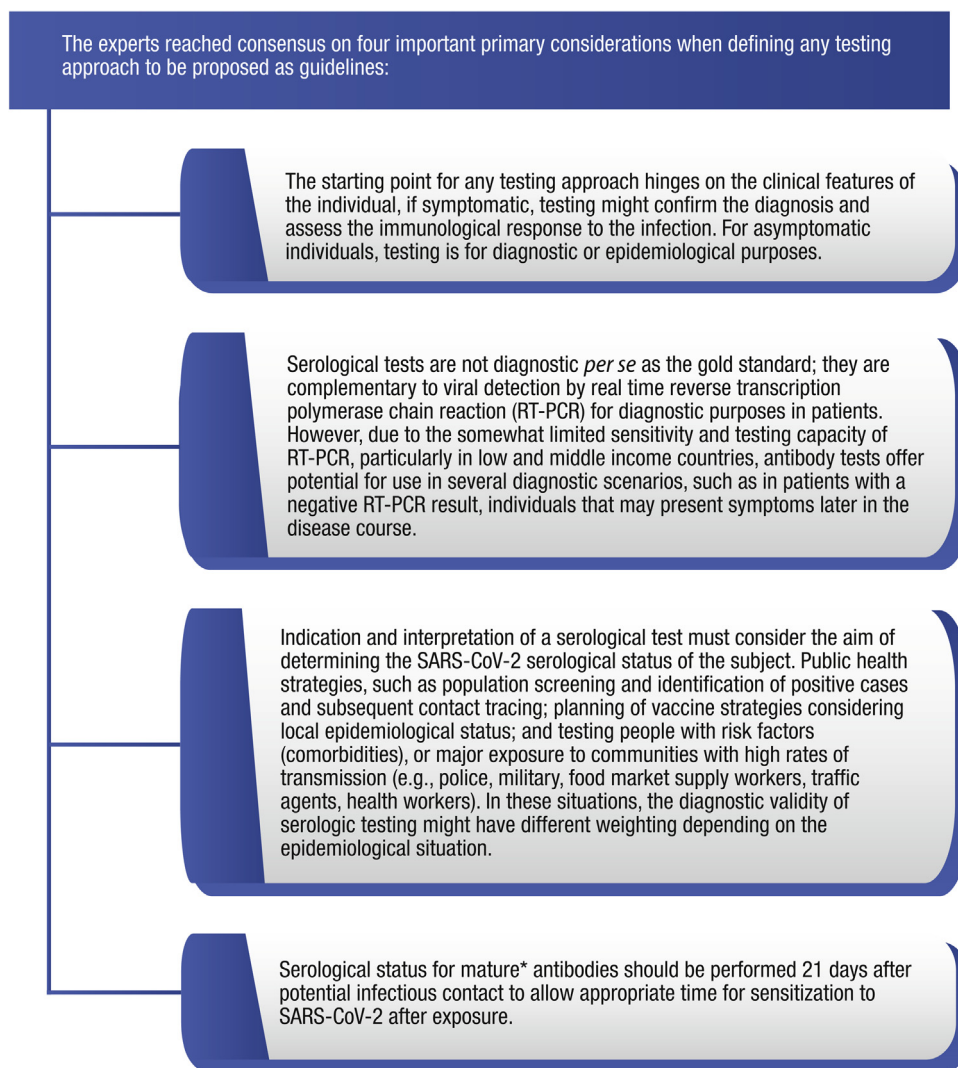 The experts reached consensus on four important primary considerations when defining any testing
approach to be proposed as guidelines:
The starting point for any testing approach hinges on the clinical features of
the individual, if symptomatic, testing might confirm the diagnosis and
assess the immunological response to the infection. For asymptomatic
individuals, testing is for diagnostic or epidemiological purposes.
Serological tests are not diagnostic per se as the gold standard; they are
complementary to viral detection by real time reverse transcription
polymerase chain reaction (RT-PCR) for diagnostic purposes in patients.
However, due to the somewhat limited sensitivity and testing capacity of
RT-PCR, particularly in low and middle income countries, antibody tests offer
potential for use in several diagnostic scenarios, such as in patients with a
negative RT-PCR result, individuals that may present symptoms later in the
disease course.
Indication and interpretation of a serological test must consider the aim of
determining the SARS-CoV-2 serological status of the subject. Public health
strategies, such as population screening and identification of positive cases
and subsequent contact tracing; planning of vaccine strategies considering
local epidemiological status; and testing people with risk factors
(comorbidities), or major exposure to communities with high rates of
transmission (e.g., police, military, food market supply workers, traffic
agents, health workers). In these situations, the diagnostic validity of
serologic testing might have different weighting depending on the
epidemiological situation.
Serological status for mature* antibodies should be performed 21 days after
potential infectious contact to allow appropriate time for sensitization to
SARS-CoV-2 after exposure.